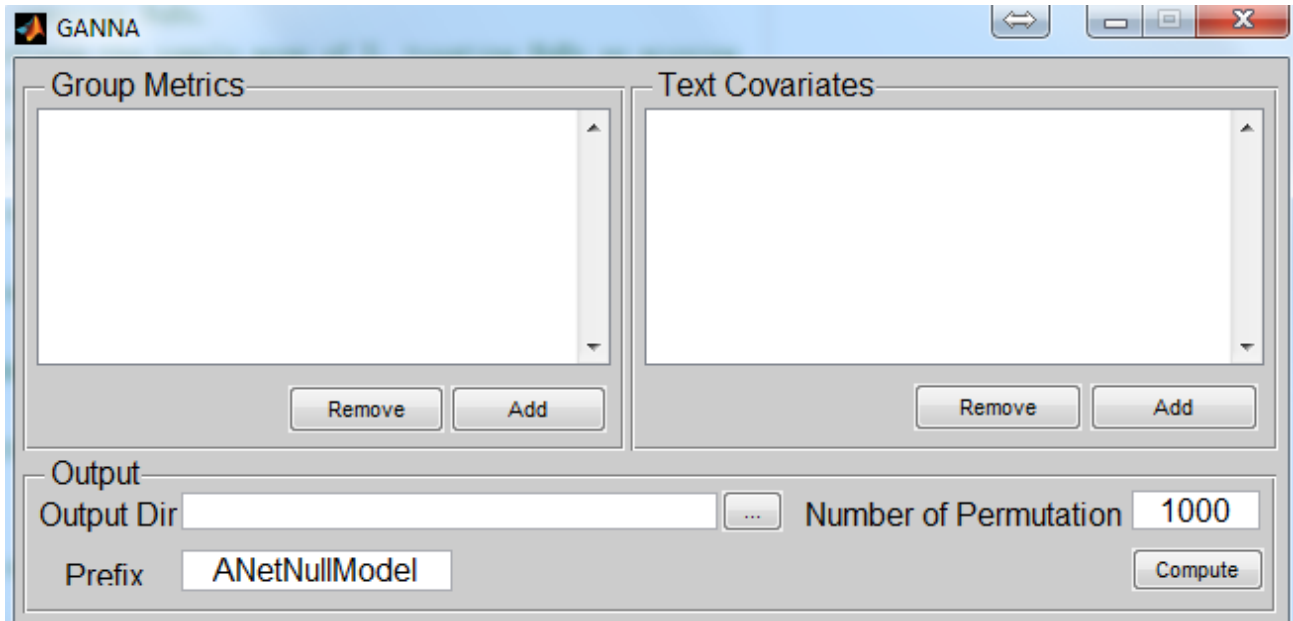 GANNA
Group Metrics
Text Covariates
Remove
Add
Remove
Add
Output
Output Dir
...
Number of Permutation
1000
Prefix
ANetNullModel
Compute